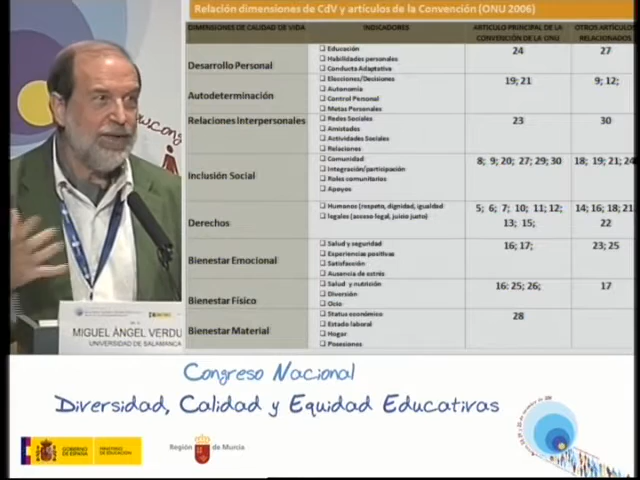 Relación dimensiones de CdV y artículos de la Convención (ONU 2006)
DIMENSIONES DE CALIDAD DE VIDA INDICADORES ARTÍCULO PRINCIPAL DE LA CONVENCIÓN DE LA ONU OTROS ARTÍCULOS RELACIONADOS
Desarrollo Personal
❑ Educación
❑ Habilidades personales
❑ Conducta Adaptativa
24 27
Autodeterminación
❑ Elecciones/Decisiones
❑ Autonomía
❑ Control Personal
❑ Metas Personales
19; 21 9; 12;
Relaciones Interpersonales
❑ Redes Sociales
❑ Amistades
❑ Actividades Sociales
❑ Relaciones
23 30
Inclusión Social
❑ Comunidad
❑ Integración/participación
❑ Roles comunitarios
❑ Apoyos
8; 9; 20; 27; 29; 30 18; 19; 21; 24
Derechos
❑ Humanos (respeto, dignidad, igualdad
❑ legales (acceso legal, juicio justo)
5; 6; 7; 10; 11; 12; 14; 16; 18; 21
13; 15; 22
Bienestar Emocional
❑ Salud y seguridad
❑ Experiencias positivas
❑ Satisfacción
❑ Ausencia de estrés
16; 17; 23; 25
Bienestar Físico
❑ Salud y nutrición
❑ Diversión
❑ Ocio
16: 25; 26; 17
Bienestar Material
❑ Status económico
❑ Estado laboral
❑ Hogar
❑ Posesiones
28
MIGUEL ÁNGEL VERDU
UNIVERSIDAD DE SALAMANCA
Congreso Nacional
Diversidad, Calidad y Equidad Educativas
GOBIERNO DE ESPAÑA
MINISTERIO DE EDUCACIÓN
Región de Murcia